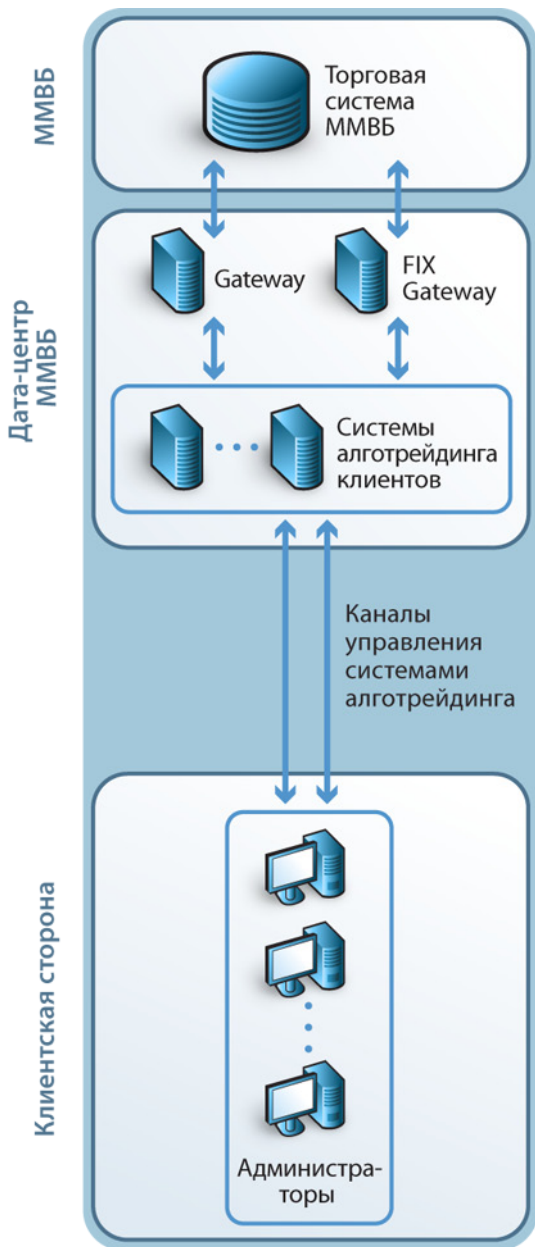 ММВБ
Торговая
система
ММВБ
Дата-центр
ММВБ
Gateway
FIX
Gateway
Системы
алготрейдинга
клиентов
Каналы
управления
системами
алготрейдинга
Клиентская сторона
Администра-
торы